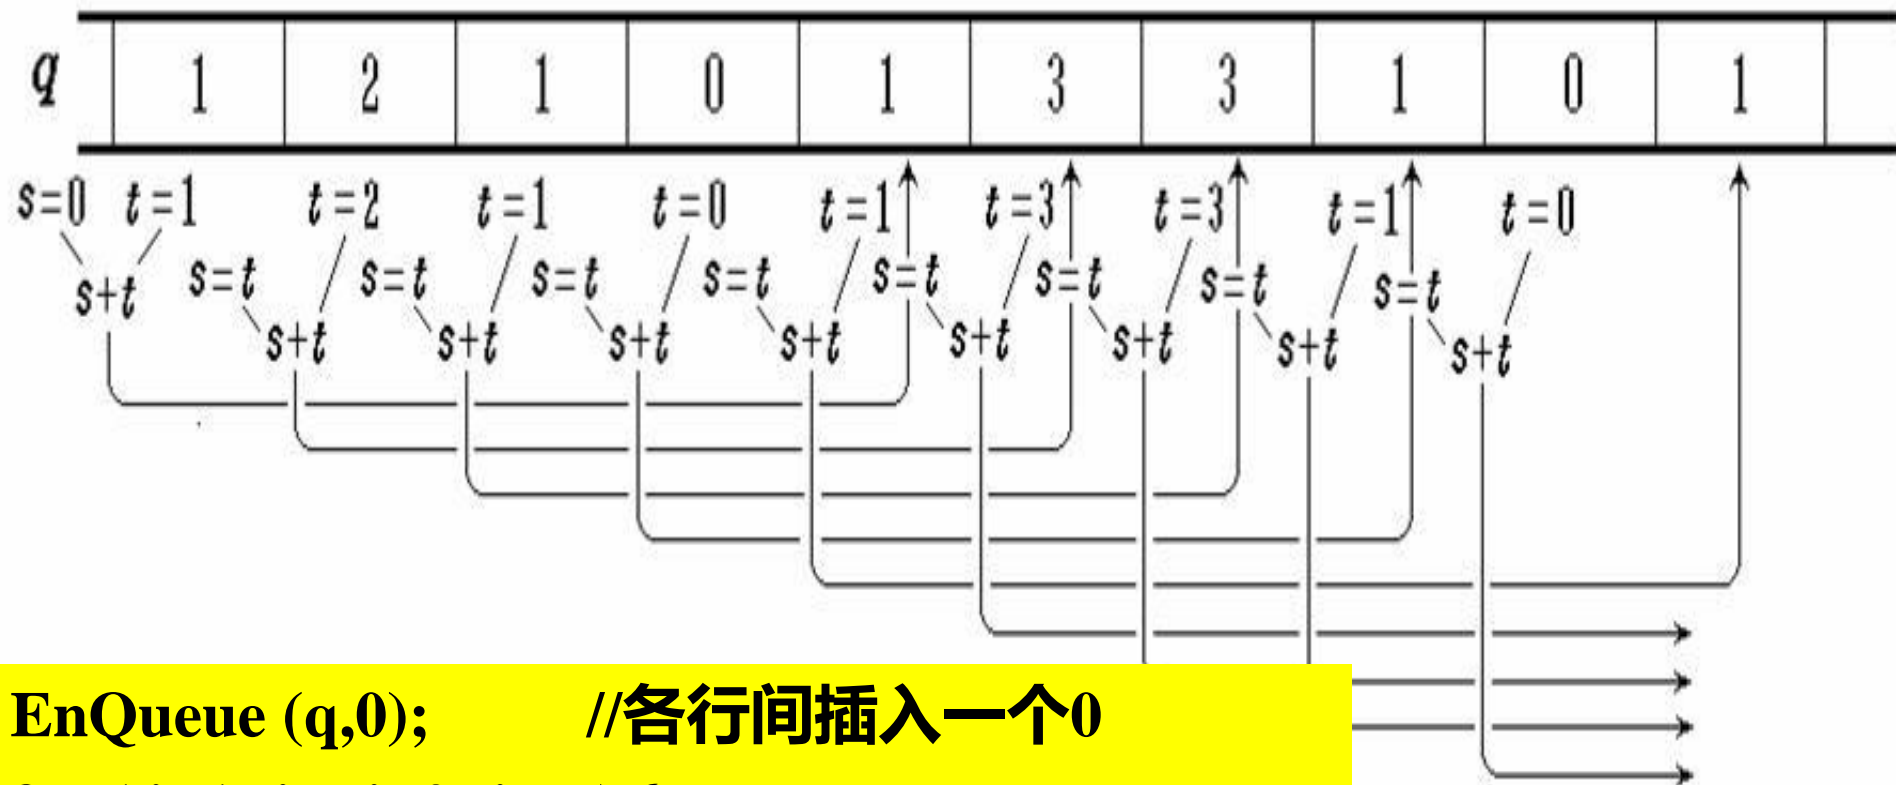 q 1 2 1 0 1 3 3 1 0 1
s=0 t=1 t=2 t=1 t=0 t=1 t=3 t=3 t=1 t=0
s=t s=t s=t s=t s=t s=t s=t s=t
s+t s+t s+t s+t s+t s+t s+t s+t s+t
EnQueue (q,0); //各行间插入一个0